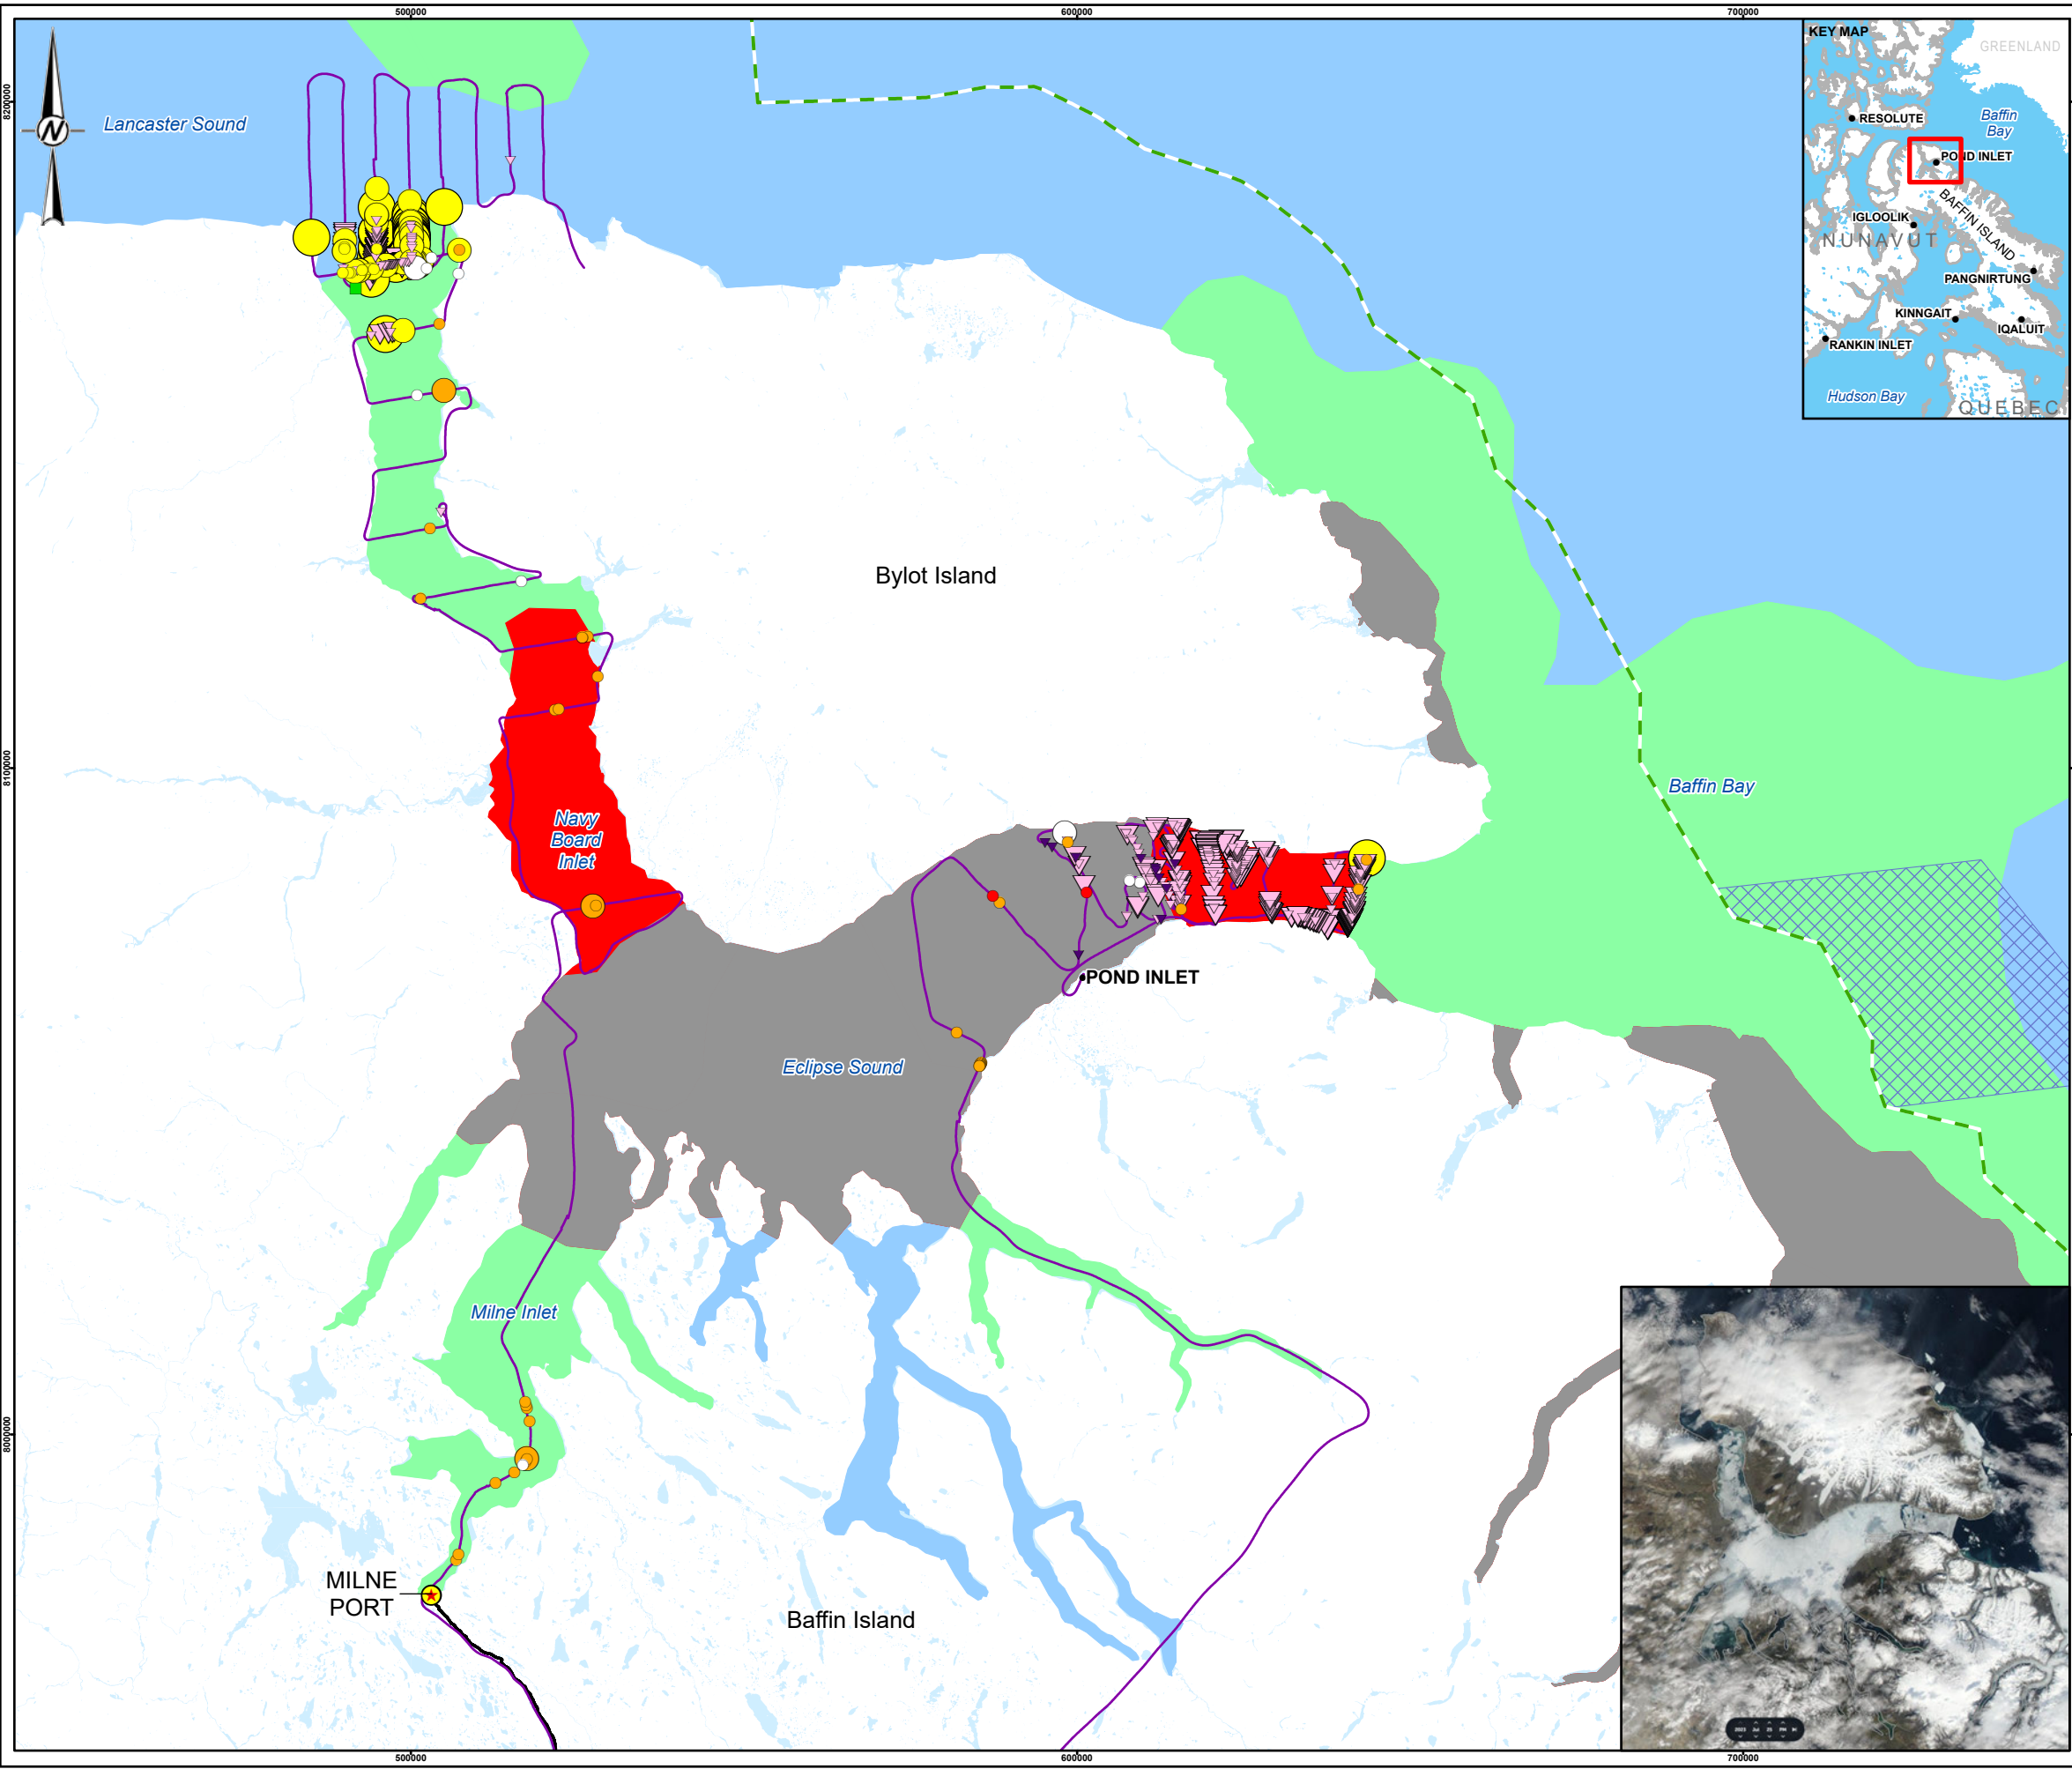 500000
600000
700000
8200000
8100000
8000000
Lancaster Sound
N
KEY MAP
GREENLAND
RESOLUTE
Baffin
Bay
POND INLET
BAFFIN ISLAND
IGLOOLIK
NUNAVUT
PANGNIRTUNG
KINNGAIT
IQALUIT
RANKIN INLET
Hudson Bay
QUEBEC
Bylot Island
Baffin Bay
Navy
Board
Inlet
POND INLET
Eclipse Sound
Milne Inlet
MILNE
PORT
Baffin Island
500000
600000
700000